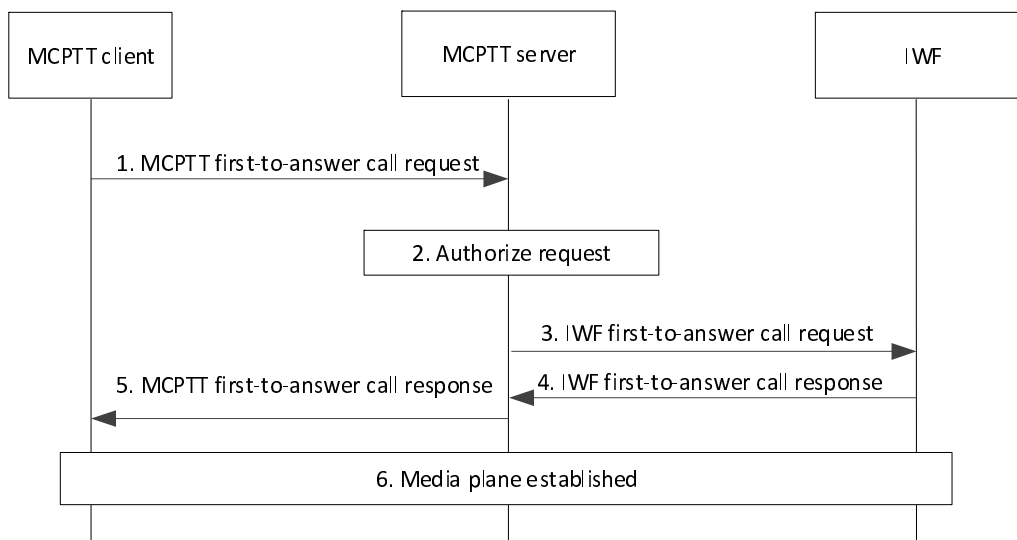 MCPTT client
MCPTT server
IWF
1. MCPTT first-to-answer call request
2. Authorize request
3. IWF first-to-answer call request
4. IWF first-to-answer call response
5. MCPTT first-to-answer call response
6. Media plane established